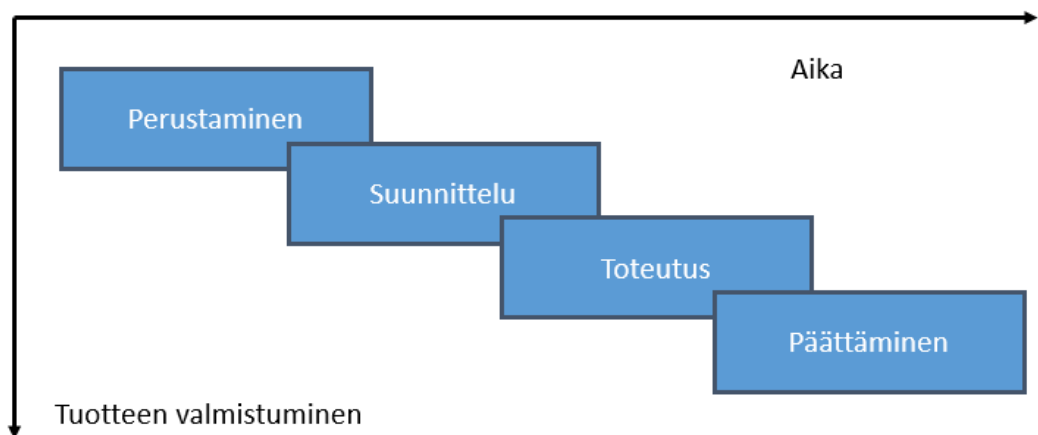 Aika
Perustaminen
Suunnittelu
Toteutus
Päättäminen
Tuotteen valmistuminen